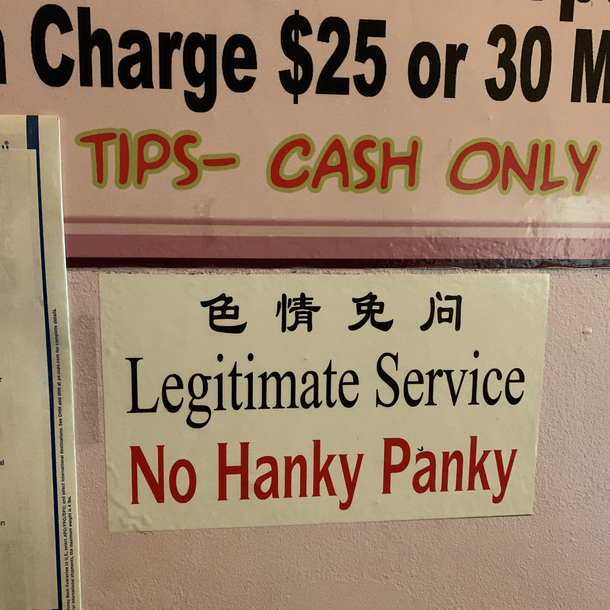 Charge $25 or 30 M
TIPS- CASH ONLY
色情免问
Legitimate Service
No Hanky Panky